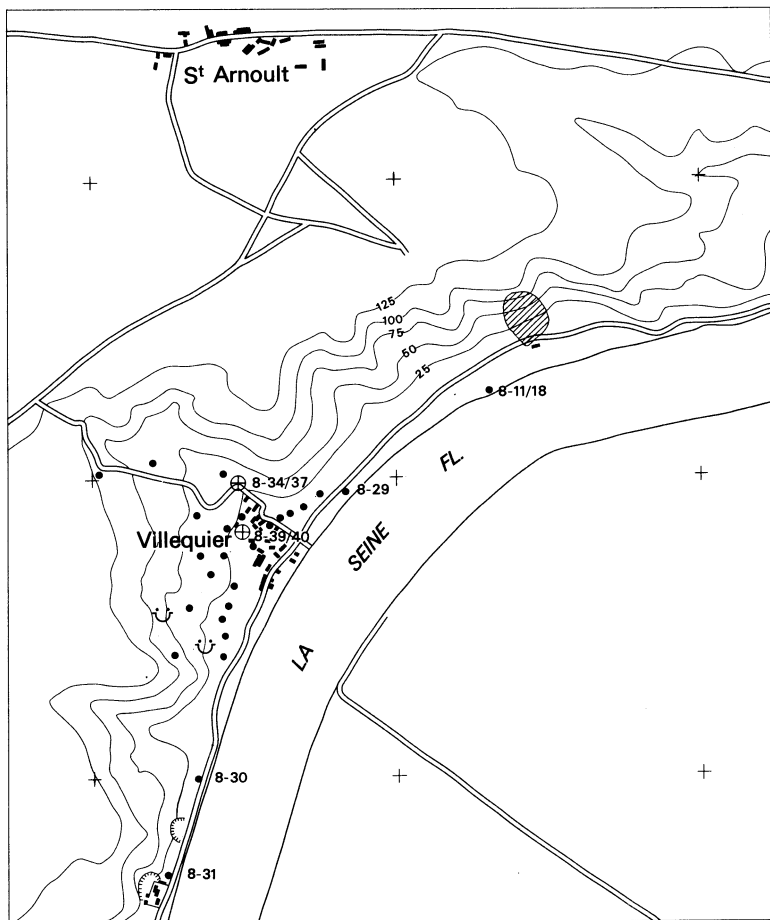 Sᵗ Arnoult
125
100
75
50
25
8-11/18
FL.
8-34/37
8-29
SEINE
Villequier
8-39/40
LA
8-30
8-31